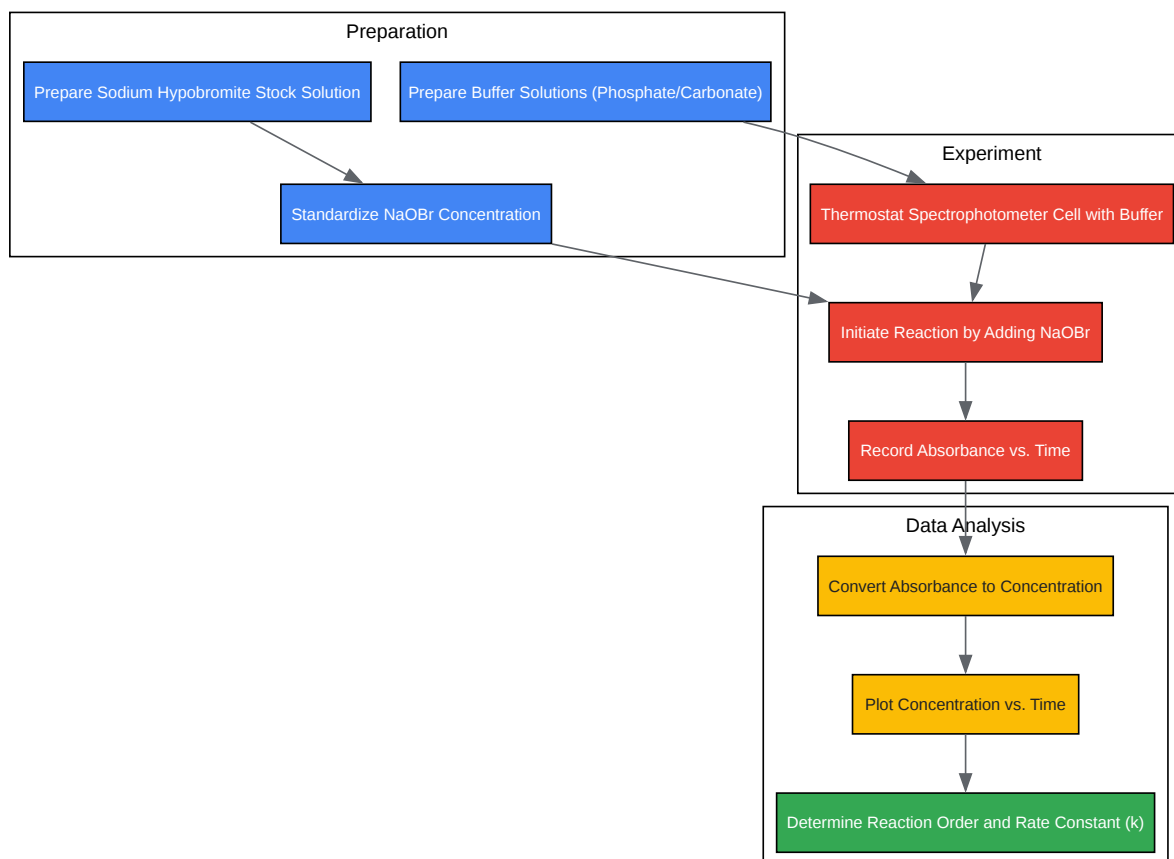 Preparation
Prepare Sodium Hypobromite Stock Solution
Prepare Buffer Solutions (Phosphate/Carbonate)
Standardize NaOBr Concentration
Experiment
Thermostat Spectrophotometer Cell with Buffer
Initiate Reaction by Adding NaOBr
Record Absorbance vs. Time
Data Analysis
Convert Absorbance to Concentration
Plot Concentration vs. Time
Determine Reaction Order and Rate Constant (k)